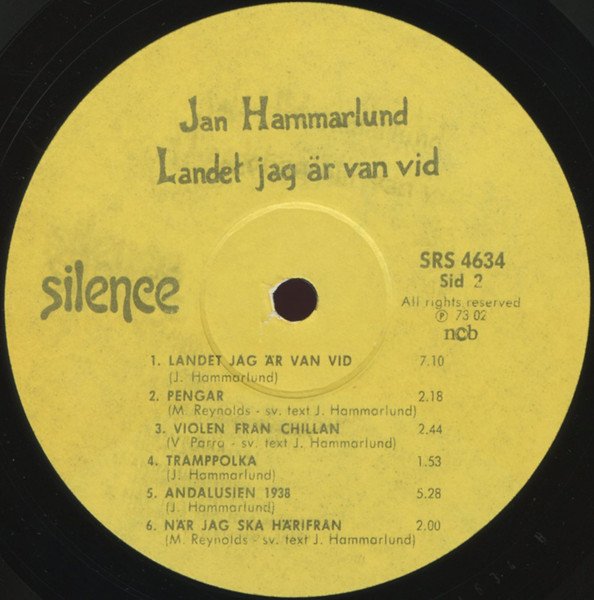 Jan Hammarlund
Landet jag är van vid
silence
SRS 4634
Sid 2
All rights reserved
℗ 73 02
ncb
1. LANDET JAG ÄR VAN VID 7.10
(J. Hammarlund)
2. PENGAR 2.18
(M. Reynolds - sv. text J. Hammarlund)
3. VIOLEN FRÅN CHILLAN 2.44
(V. Parra - sv. text J. Hammarlund)
4. TRAMPPOLKA 1.53
(J. Hammarlund)
5. ANDALUSIEN 1938 5.28
(J. Hammarlund)
6. NÄR JAG SKA HÄRIFRÅN 2.00
(M. Reynolds - sv. text J. Hammarlund)